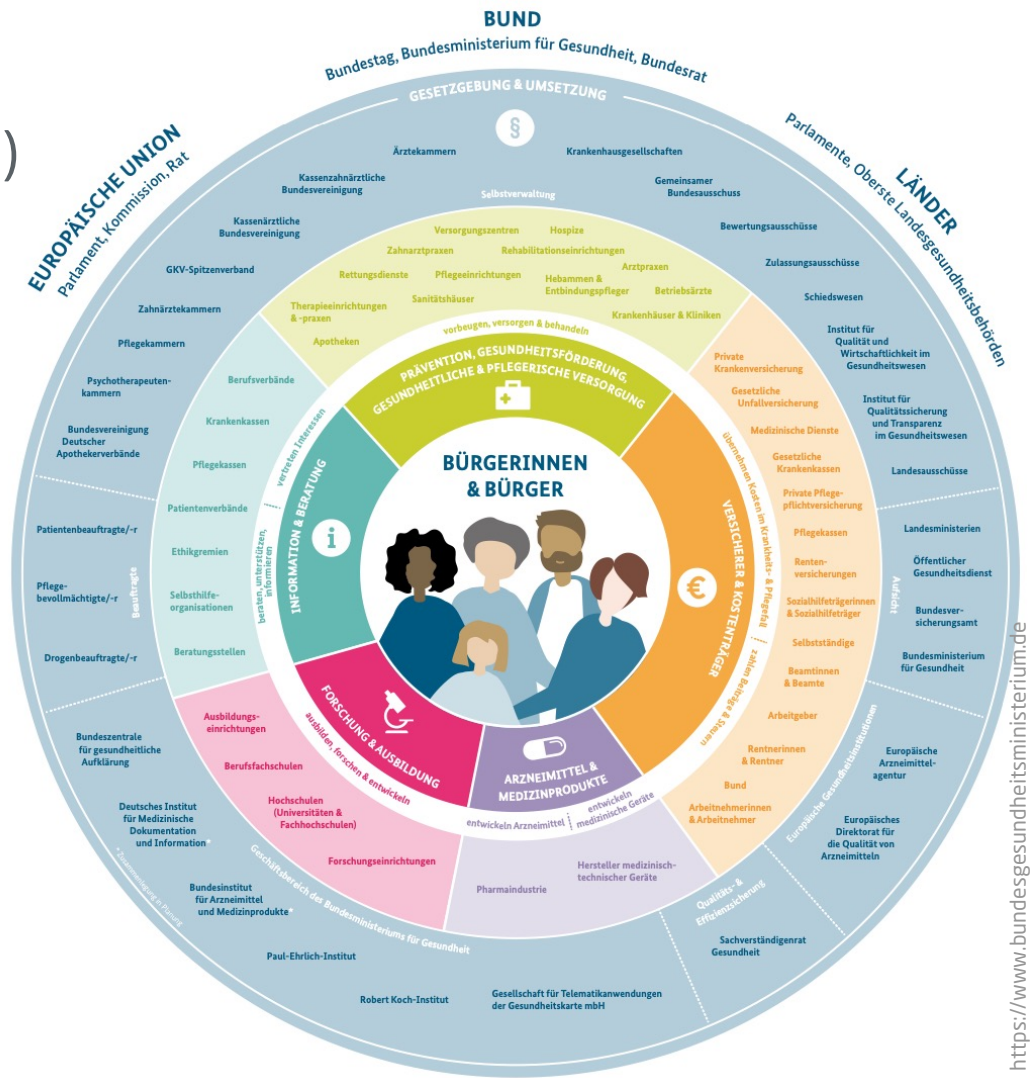 BUND
Bundestag, Bundesministerium für Gesundheit, Bundesrat
GESETZGEBUNG & UMSETZUNG
§
)
EUROPÄISCHE UNION
Parlament, Kommission, Rat
LÄNDER
Parlamente, Oberste Landesgesundheitsbehörden
Selbstverwaltung
Ärztekammern
Kassenzahnärztliche
Bundesvereinigung
Kassenärztliche
Bundesvereinigung
GKV-Spitzenverband
Zahnärztekammern
Pflegekammern
Psychotherapeuten-
kammern
Bundesvereinigung
Deutscher
Apothekerverbände
Krankenhausgesellschaften
Gemeinsamer
Bundesausschuss
Bewertungsausschüsse
Zulassungsausschüsse
Schiedswesen
Institut für
Qualität und
Wirtschaftlichkeit im
Gesundheitswesen
Institut für
Qualitätssicherung
und Transparenz
im Gesundheitswesen
Landesausschüsse
Aufsicht
Landesministerien
Öffentlicher
Gesundheitsdienst
Bundesver-
sicherungsamt
Bundesministerium
für Gesundheit
Europäische Gesundheitsinstitutionen
Europäische
Arzneimittel-
agentur
Europäisches
Direktorat für
die Qualität von
Arzneimitteln
Qualitäts- &
Effizienzsicherung
Sachverständigenrat
Gesundheit
Geschäftsbereich des Bundesministeriums für Gesundheit
Gesellschaft für Telematikanwendungen
der Gesundheitskarte mbH
Robert Koch-Institut
Paul-Ehrlich-Institut
Bundesinstitut
für Arzneimittel
und Medizinprodukte*
Deutsches Institut
für Medizinische
Dokumentation
und Information*
* Zusammenlegung in Planung
Bundeszentrale
für gesundheitliche
Aufklärung
Beauftragte
Patientenbeauftragte/-r
Pflege-
bevollmächtigte/-r
Drogenbeauftragte/-r
Versorgungszentren
Hospize
Zahnarztpraxen
Rehabilitationseinrichtungen
Rettungsdienste
Pflegeeinrichtungen
Hebammen &
Entbindungspfleger
Arztpraxen
Betriebsärzte
Therapieeinrichtungen
& -praxen
Sanitätshäuser
Krankenhäuser & Kliniken
Apotheken
vorbeugen, versorgen & behandeln
PRÄVENTION, GESUNDHEITSFÖRDERUNG,
GESUNDHEITLICHE & PFLEGERISCHE VERSORGUNG
Private
Krankenversicherung
Gesetzliche
Unfallversicherung
Medizinische Dienste
Gesetzliche
Krankenkassen
Private Pflege-
pflichtversicherung
Pflegekassen
Renten-
versicherungen
Sozialhilfeträgerinnen
& Sozialhilfeträger
Selbstständige
Beamtinnen
& Beamte
Arbeitgeber
Rentnerinnen
& Rentner
Bund
Arbeitnehmerinnen
& Arbeitnehmer
übernehmen Kosten im Krankheits- & Pflegefall
zahlen Beiträge & Steuern
VERSICHERER & KOSTENTRÄGER
€
Hersteller medizinisch-
technischer Geräte
Pharmaindustrie
entwickeln Arzneimittel
entwickeln
medizinische Geräte
ARZNEIMITTEL &
MEDIZINPRODUKTE
Ausbildungs-
einrichtungen
Berufsfachschulen
Hochschulen
(Universitäten &
Fachhochschulen)
Forschungseinrichtungen
ausbilden, forschen & entwickeln
FORSCHUNG & AUSBILDUNG
Berufsverbände
Krankenkassen
Pflegekassen
Patientenverbände
Ethikgremien
Selbsthilfe-
organisationen
Beratungsstellen
vertreten Interessen
beraten, unterstützen,
informieren
INFORMATION & BERATUNG
i
BÜRGERINNEN
& BÜRGER
https://www.bundesgesundheitsministerium.de